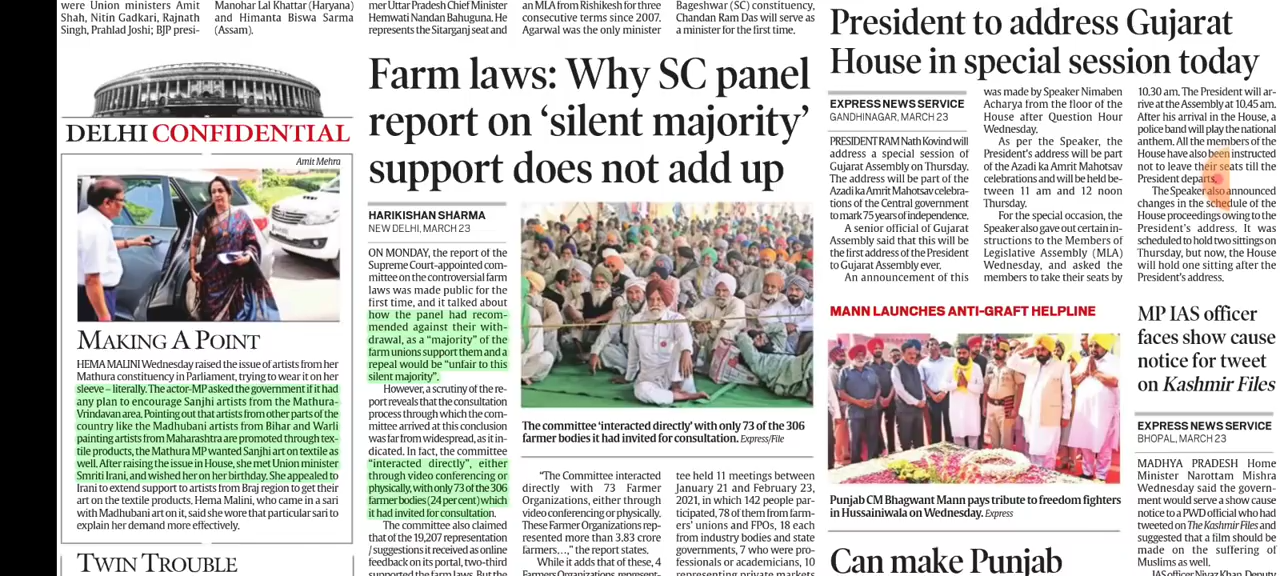 were Union ministers Amit
Shah, Nitin Gadkari, Rajnath
Singh, Prahlad Joshi; BJP presi-
Manohar Lal Khattar (Haryana)
and Himanta Biswa Sarma
(Assam).
mer Uttar Pradesh Chief Minister
Hemwati Nandan Bahuguna. He
represents the Sitarganj seat and
an MLA from Rishikesh for three
consecutive terms since 2007.
Agarwal was the only minister
Bageshwar (SC) constituency,
Chandan Ram Das will serve as
a minister for the first time.
DELHI CONFIDENTIAL
Amit Mehra
MAKING A POINT
HEMA MALINI Wednesday raised the issue of artists from her
Mathura constituency in Parliament, trying to wear it on her
sleeve – literally. The actor-MP asked the government if it had
any plan to encourage Sanjhi artists from the Mathura-
Vrindavan area. Pointing out that artists from other parts of the
country like the Madhubani artists from Bihar and Warli
painting artists from Maharashtra are promoted through tex-
tile products, the Mathura MP wanted Sanjhi art on textile as
well. After raising the issue in House, she met Union minister
Smriti Irani, and wished her on her birthday. She appealed to
Irani to extend support to artists from Braj region to get their
art on the textile products. Hema Malini, who came in a sari
with Madhubani art on it, said she wore that particular sari to
explain her demand more effectively.
TWIN TROUBLE
Farm laws: Why SC panel
report on ‘silent majority’
support does not add up
HARIKISHAN SHARMA
NEW DELHI, MARCH 23
ON MONDAY, the report of the
Supreme Court-appointed com-
mittee on the controversial farm
laws was made public for the
first time, and it talked about
how the panel had recom-
mended against their with-
drawal, as a “majority” of the
farm unions support them and a
repeal would be “unfair to this
silent majority”.
However, a scrutiny of the re-
port reveals that the consultation
process through which the com-
mittee arrived at this conclusion
was far from widespread, as it in-
dicated. In fact, the committee
“interacted directly”, either
through video conferencing or
physically, with only 73 of the 306
farmer bodies (24 per cent) which
it had invited for consultation.
The committee also claimed
that of the 19,207 representation
/ suggestions it received as online
feedback on its portal, two-third
supported the farm laws. But the
The committee ‘interacted directly’ with only 73 of the 306
farmer bodies it had invited for consultation. Express/File
“The Committee interacted
directly with 73 Farmer
Organizations, either through
video conferencing or physically.
These Farmer Organizations rep-
resented more than 3.83 crore
farmers...,” the report states.
While it adds that of these, 4
Farmers Organizations represent-
tee held 11 meetings between
January 21 and February 23,
2021, in which 142 people par-
ticipated, 78 of them from farm-
ers’ unions and FPOs, 18 each
from industry bodies and state
governments, 7 who were pro-
fessionals or academicians, 10
representing private markets
President to address Gujarat
House in special session today
EXPRESS NEWS SERVICE
GANDHINAGAR, MARCH 23
PRESIDENT RAM Nath Kovind will
address a special session of
Gujarat Assembly on Thursday.
The address will be part of the
Azadi ka Amrit Mahotsav celebra-
tions of the Central government
to mark 75 years of independence.
A senior official of Gujarat
Assembly said that this will be
the first address of the President
to Gujarat Assembly ever.
An announcement of this
was made by Speaker Nimaben
Acharya from the floor of the
House after Question Hour
Wednesday.
As per the Speaker, the
President’s address will be part
of the Azadi ka Amrit Mahotsav
celebrations and will be held be-
tween 11 am and 12 noon
Thursday.
For the special occasion, the
Speaker also gave out certain in-
structions to the Members of
Legislative Assembly (MLA)
Wednesday, and asked the
members to take their seats by
10.30 am. The President will ar-
rive at the Assembly at 10.45 am.
After his arrival in the House, a
police band will play the national
anthem. All the members of the
House have also been instructed
not to leave their seats till the
President departs.
The Speaker also announced
changes in the schedule of the
House proceedings owing to the
President’s address. It was
scheduled to hold two sittings on
Thursday, but now, the House
will hold one sitting after the
President’s address.
MANN LAUNCHES ANTI-GRAFT HELPLINE
Punjab CM Bhagwant Mann pays tribute to freedom fighters
in Hussainiwala on Wednesday. Express
Can make Punjab
MP IAS officer
faces show cause
notice for tweet
on Kashmir Files
EXPRESS NEWS SERVICE
BHOPAL, MARCH 23
MADHYA PRADESH Home
Minister Narottam Mishra
Wednesday said the govern-
ment would serve a show cause
notice to a PWD official who had
tweeted on The Kashmir Files and
suggested that a film should be
made on the suffering of
Muslims as well.
IAS officer Niyaz Khan, Deputy